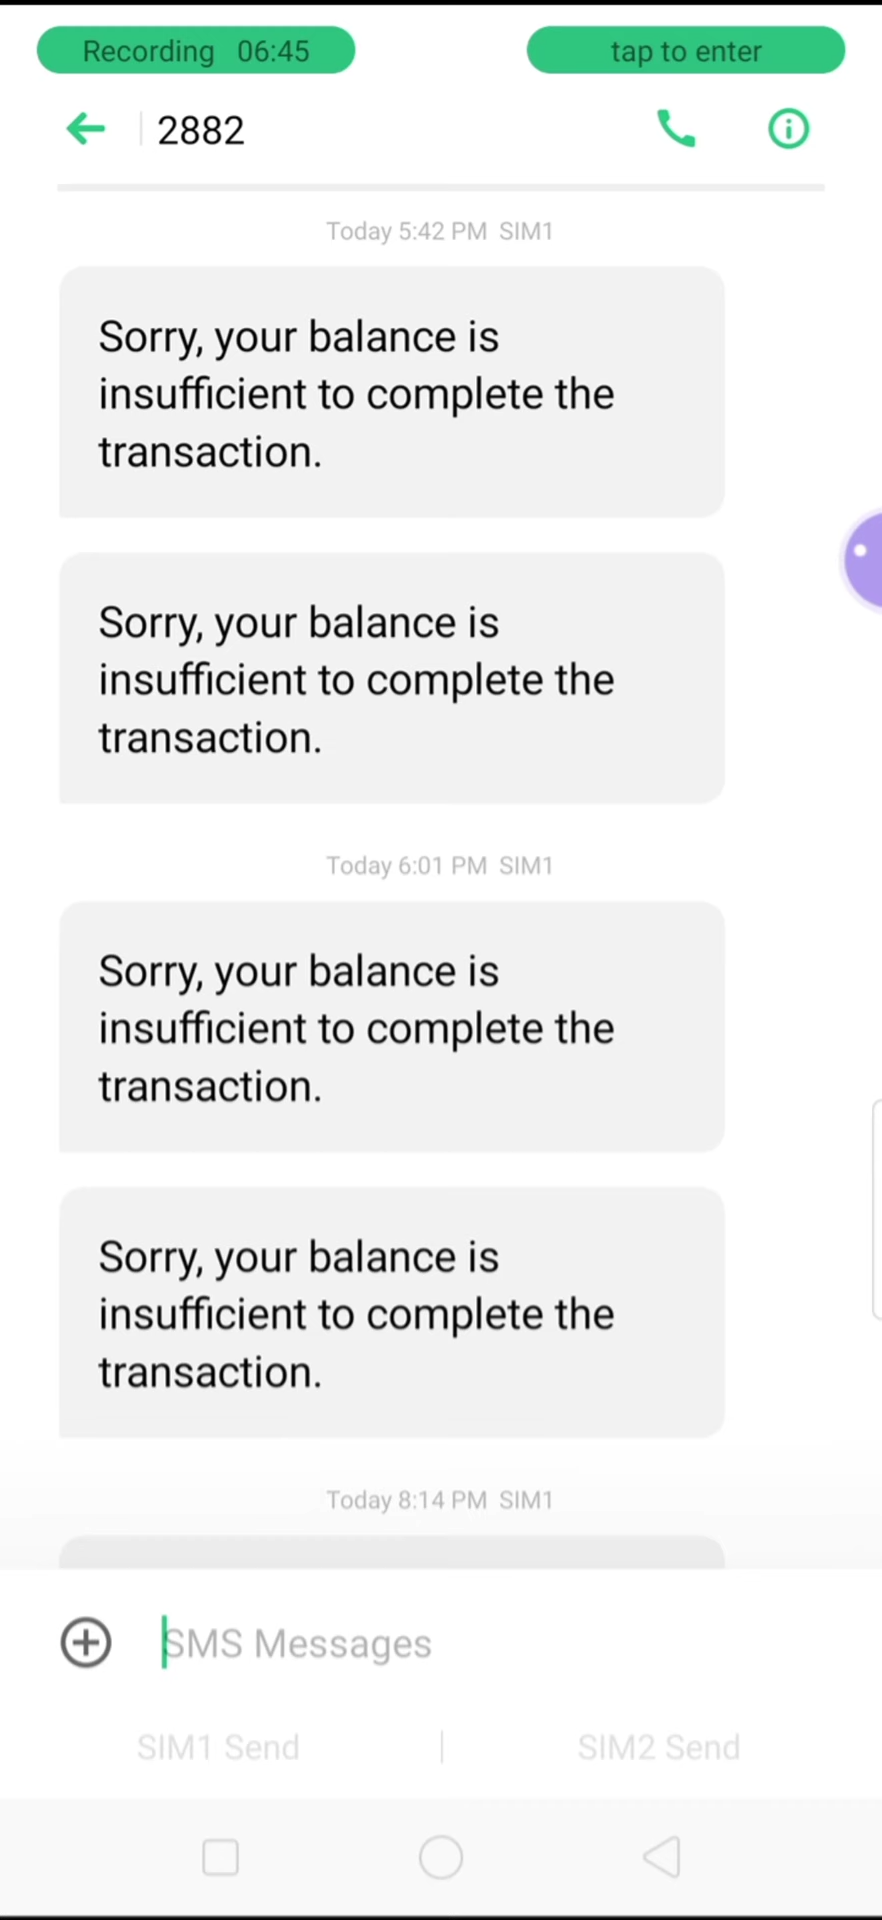 Recording 06:45
tap to enter
2882
Today 5:42 PM SIM1
Sorry, your balance is
insufficient to complete the
transaction.
Sorry, your balance is
insufficient to complete the
transaction.
Today 6:01 PM SIM1
Sorry, your balance is
insufficient to complete the
transaction.
Sorry, your balance is
insufficient to complete the
transaction.
Today 8:14 PM SIM1
SMS Messages
SIM1 Send
SIM2 Send